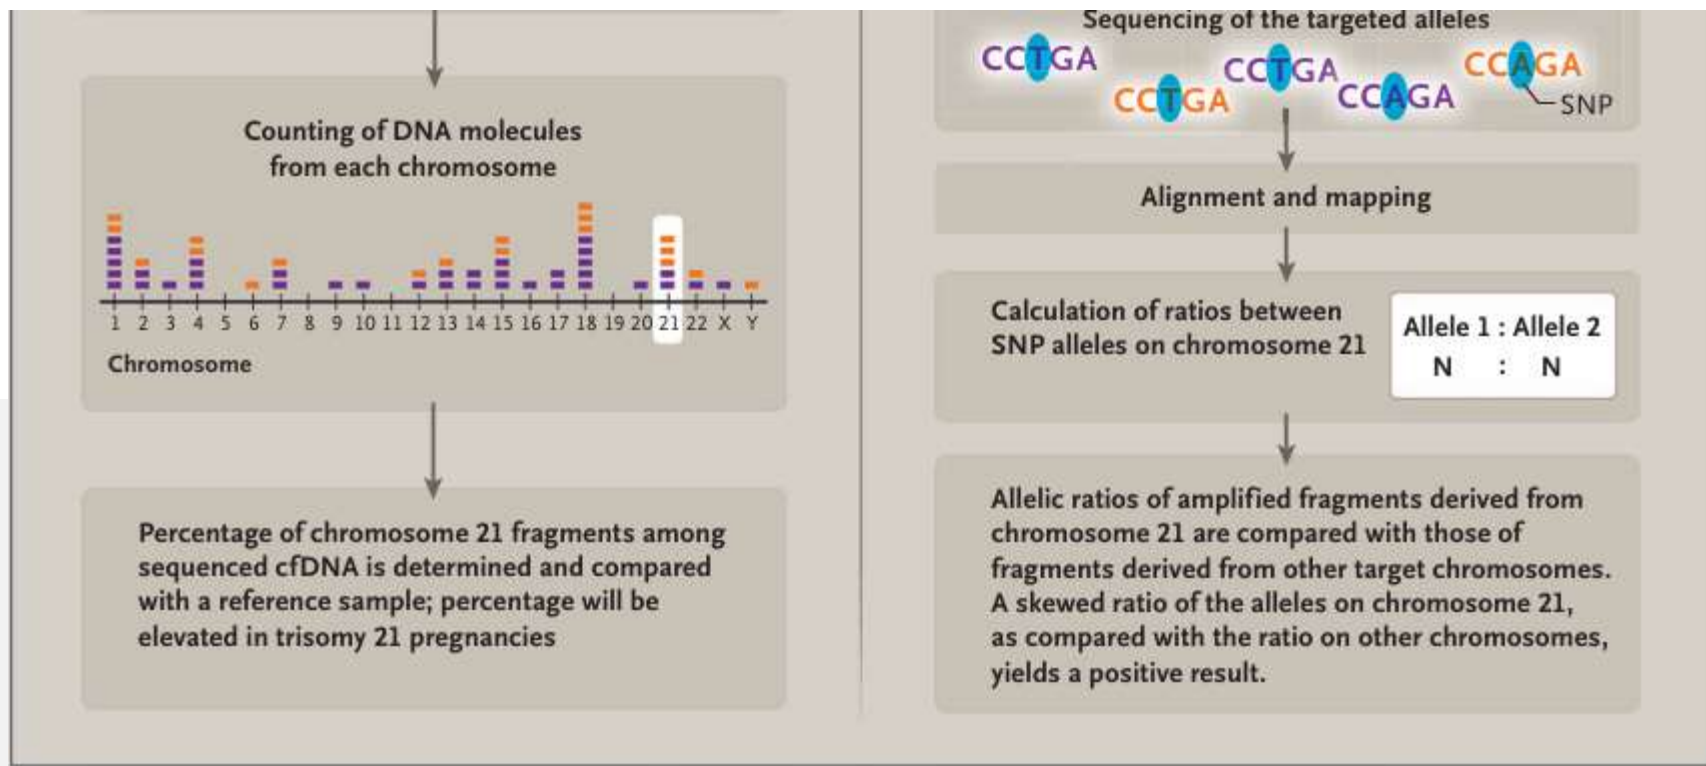 Counting of DNA molecules
from each chromosome
1 2 3 4 5 6 7 8 9 10 11 12 13 14 15 16 17 18 19 20 21 22 X Y
Chromosome
Percentage of chromosome 21 fragments among
sequenced cfDNA is determined and compared
with a reference sample; percentage will be
elevated in trisomy 21 pregnancies
Sequencing of the targeted alleles
CCTGA
CCTGA
CCTGA
CCAGA
CCAGA
SNP
Alignment and mapping
Calculation of ratios between
SNP alleles on chromosome 21
Allele 1 : Allele 2
N : N
Allelic ratios of amplified fragments derived from
chromosome 21 are compared with those of
fragments derived from other target chromosomes.
A skewed ratio of the alleles on chromosome 21,
as compared with the ratio on other chromosomes,
yields a positive result.